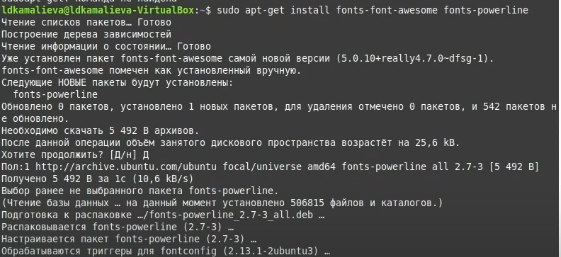 ldkamalieva@ldkamalieva-VirtualBox:~$ sudo apt-get install fonts-font-awesome fonts-powerline
Чтение списков пакетов… Готово
Построение дерева зависимостей
Чтение информации о состоянии… Готово
Уже установлен пакет fonts-font-awesome самой новой версии (5.0.10+really4.7.0~dfsg-1).
fonts-font-awesome помечен как установленный вручную.
Следующие НОВЫЕ пакеты будут установлены:
fonts-powerline
Обновлено 0 пакетов, установлено 1 новых пакетов, для удаления отмечено 0 пакетов, и 542 пакетов н
е обновлено.
Необходимо скачать 5 492 B архивов.
После данной операции объём занятого дискового пространства возрастёт на 25,6 kB.
Хотите продолжить? [Д/н] Д
Пол:1 http://archive.ubuntu.com/ubuntu focal/universe amd64 fonts-powerline all 2.7-3 [5 492 B]
Получено 5 492 B за 1с (10,6 kB/s)
Выбор ранее не выбранного пакета fonts-powerline.
(Чтение базы данных … на данный момент установлено 506815 файлов и каталогов.)
Подготовка к распаковке …/fonts-powerline_2.7-3_all.deb …
Распаковывается fonts-powerline (2.7-3) …
Настраивается пакет fonts-powerline (2.7-3) …
Обрабатываются триггеры для fontconfig (2.13.1-2ubuntu3) …